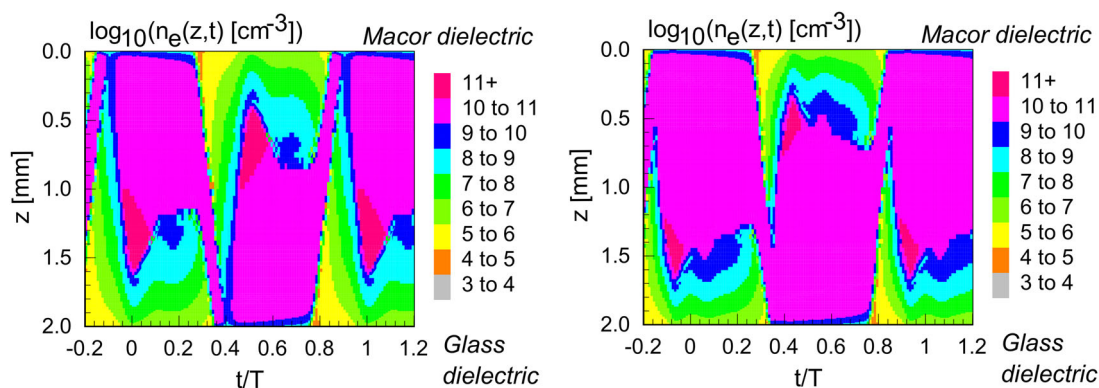 log10(ne(z,t) [cm-3])
Macor dielectric
0.0
0.5
1.0
1.5
2.0
z [mm]
11+
10 to 11
9 to 10
8 to 9
7 to 8
6 to 7
5 to 6
4 to 5
3 to 4
-0.2 0 0.2 0.4 0.6 0.8 1 1.2
t/T
Glass
dielectric
log10(ne(z,t) [cm-3])
Macor dielectric
0.0
0.5
1.0
1.5
2.0
z [mm]
11+
10 to 11
9 to 10
8 to 9
7 to 8
6 to 7
5 to 6
4 to 5
3 to 4
-0.2 0 0.2 0.4 0.6 0.8 1 1.2
t/T
Glass
dielectric